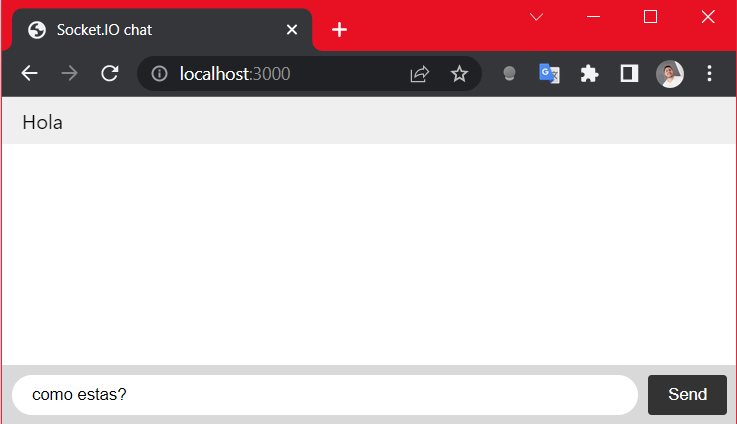 Socket.IO chat
localhost:3000
Hola
como estas?
Send